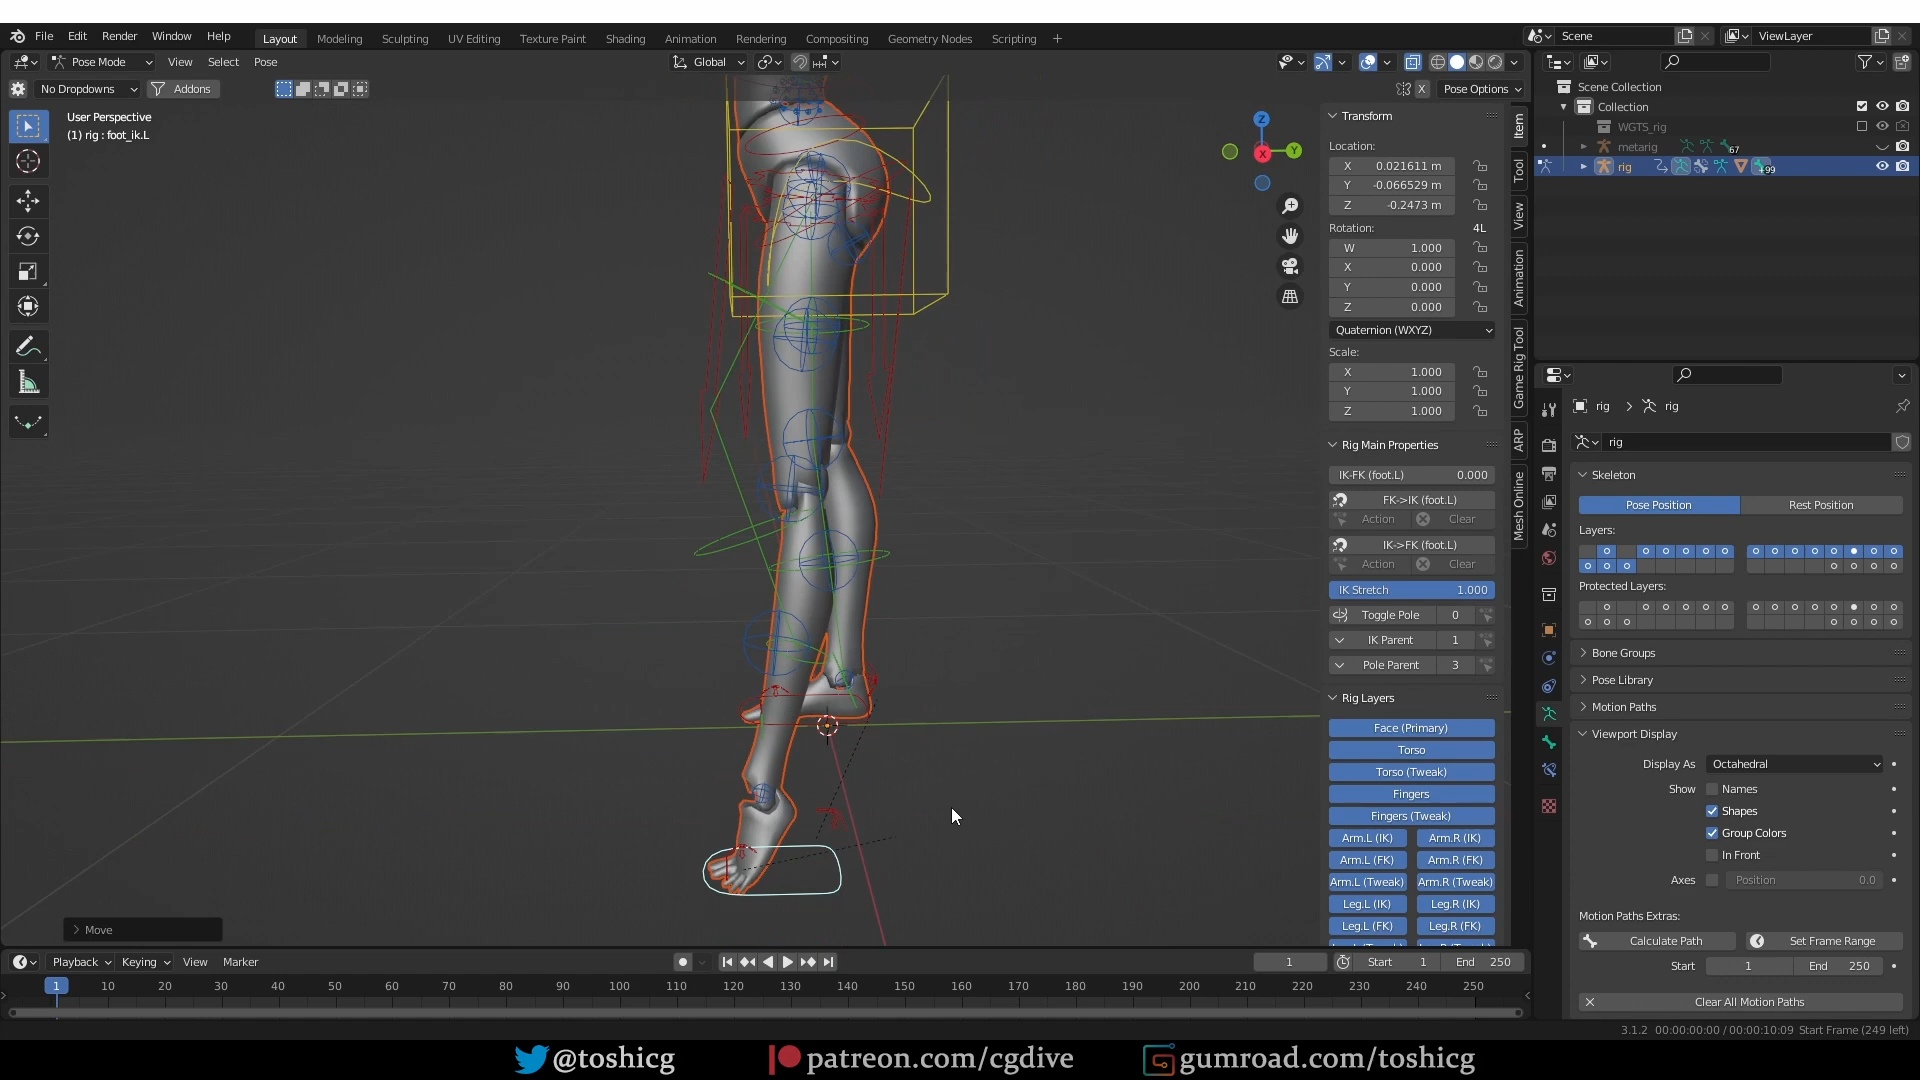 File Edit Render Window Help Layout Modeling Sculpting UV Editing Texture Paint Shading Animation Rendering Compositing Geometry Nodes Scripting + Scene ViewLayer
Pose Mode View Select Pose Global
No Dropdowns Addons X Pose Options
User Perspective
(1) rig : foot_ik.L
Z
Y
X
Transform
Location:
X 0.021611 m
Y -0.066529 m
Z -0.2473 m
Rotation: 4L
W 1.000
X 0.000
Y 0.000
Z 0.000
Quaternion (WXYZ)
Scale:
X 1.000
Y 1.000
Z 1.000
Rig Main Properties
IK-FK (foot.L) 0.000
FK->IK (foot.L)
Action Clear
IK->FK (foot.L)
Action Clear
IK Stretch 1.000
Toggle Pole 0
IK Parent 1
Pole Parent 3
Rig Layers
Face (Primary)
Torso
Torso (Tweak)
Fingers
Fingers (Tweak)
Arm.L (IK) Arm.R (IK)
Arm.L (FK) Arm.R (FK)
Arm.L (Tweak) Arm.R (Tweak)
Leg.L (IK) Leg.R (IK)
Leg.L (FK) Leg.R (FK)
Item
Tool
View
Animation
Game Rig Tool
ARP
Mesh Online
Scene Collection
Collection
WGTS_rig
metarig 67
rig +99
rig > rig
rig
Skeleton
Pose Position Rest Position
Layers:
Protected Layers:
Bone Groups
Pose Library
Motion Paths
Viewport Display
Display As Octahedral
Show Names
Shapes
Group Colors
In Front
Axes Position 0.0
Motion Paths Extras:
Calculate Path Set Frame Range
Start 1 End 250
Clear All Motion Paths
Move
Playback Keying View Marker 1 Start 1 End 250
1 10 20 30 40 50 60 70 80 90 100 110 120 130 140 150 160 170 180 190 200 210 220 230 240 250
3.1.2 00:00:00:00 / 00:00:10:09 Start Frame (249 left)
@toshicg patreon.com/cgdive gumroad.com/toshicg